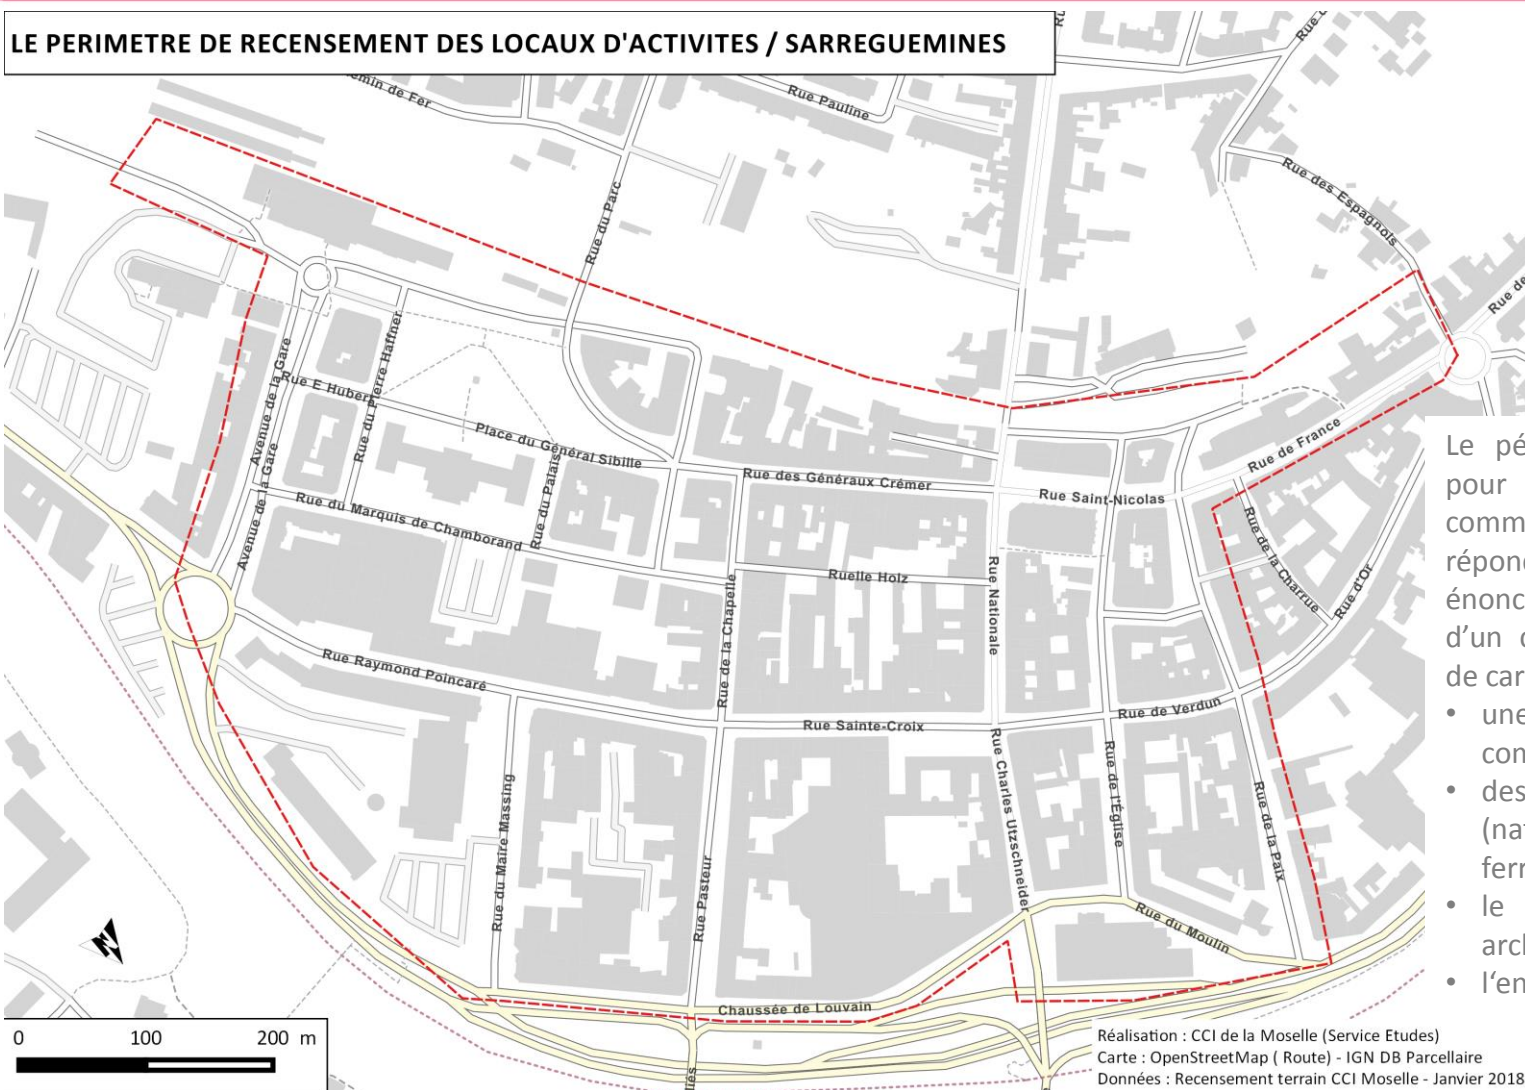 LE PERIMETRE DE RECENSEMENT DES LOCAUX D'ACTIVITES / SARREGUEMINES
emin de Fer
Rue Pauline
Rue du Parc
Rue des Espagnols
Rue de
Avenue de la Gare
Rue E Hubert
Rue du Pierre Haffner
Place du Général Sibille
Rue des Généraux Crémer
Rue Saint-Nicolas
Rue de France
Avenue de la Gare
Rue du Marquis de Chamborand
Rue du Palais
Ruelle Holz
Rue Nationale
Rue de la Charrue
Rue d'Or
Rue de la Chapelle
Rue Raymond Poincaré
Rue Sainte-Croix
Rue de Verdun
Rue du Maire Massing
Rue Pasteur
Rue Charles Utzschneider
Rue de l'Église
Rue de la Paix
Rue du Moulin
Chaussée de Louvain
Le pé
pour
comm
répond
énonc
d’un c
de car
• une
com
• des
(nat
ferr
• le
arch
• l‘en
N
0 100 200 m
Réalisation : CCI de la Moselle (Service Etudes)
Carte : OpenStreetMap ( Route) - IGN DB Parcellaire
Données : Recensement terrain CCI Moselle - Janvier 2018